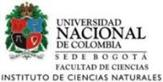 UNIVERSIDAD
NACIONAL
DE COLOMBIA
SEDE BOGOTÁ
FACULTAD DE CIENCIAS
INSTITUTO DE CIENCIAS NATURALES